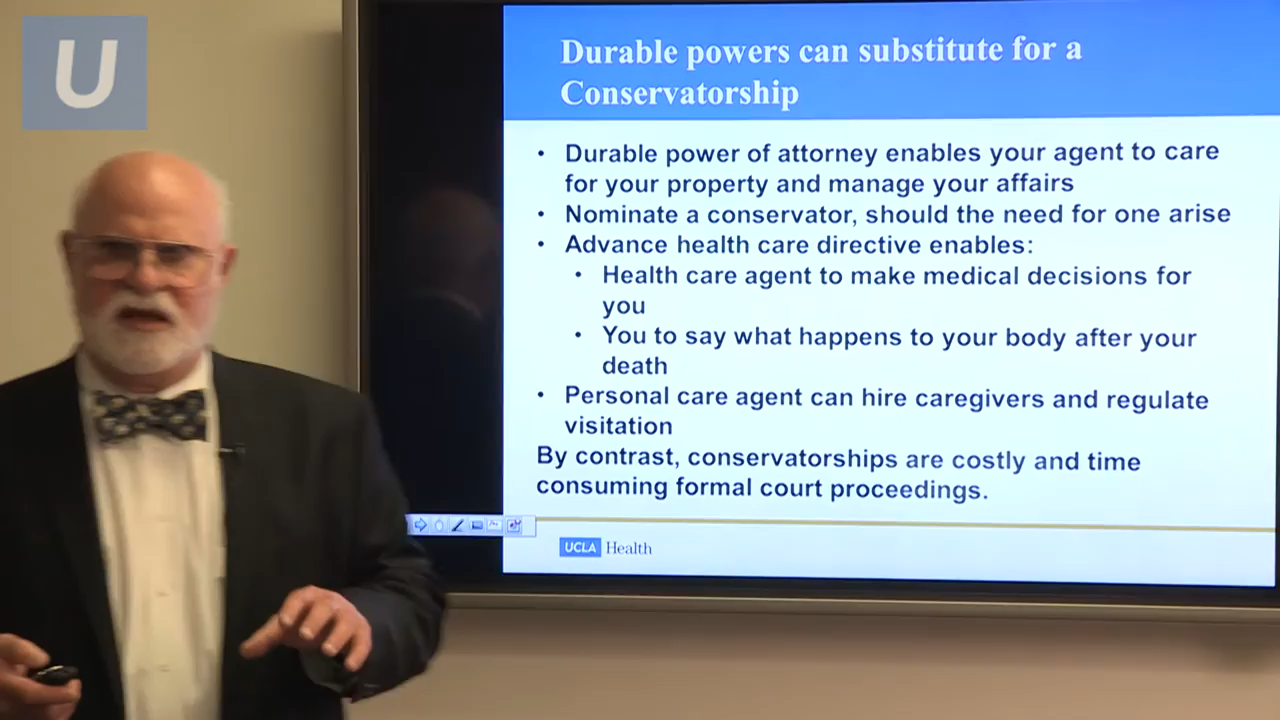 U
Durable powers can substitute for a
Conservatorship
• Durable power of attorney enables your agent to care
for your property and manage your affairs
• Nominate a conservator, should the need for one arise
• Advance health care directive enables:
• Health care agent to make medical decisions for
you
• You to say what happens to your body after your
death
• Personal care agent can hire caregivers and regulate
visitation
By contrast, conservatorships are costly and time
consuming formal court proceedings.
UCLA Health